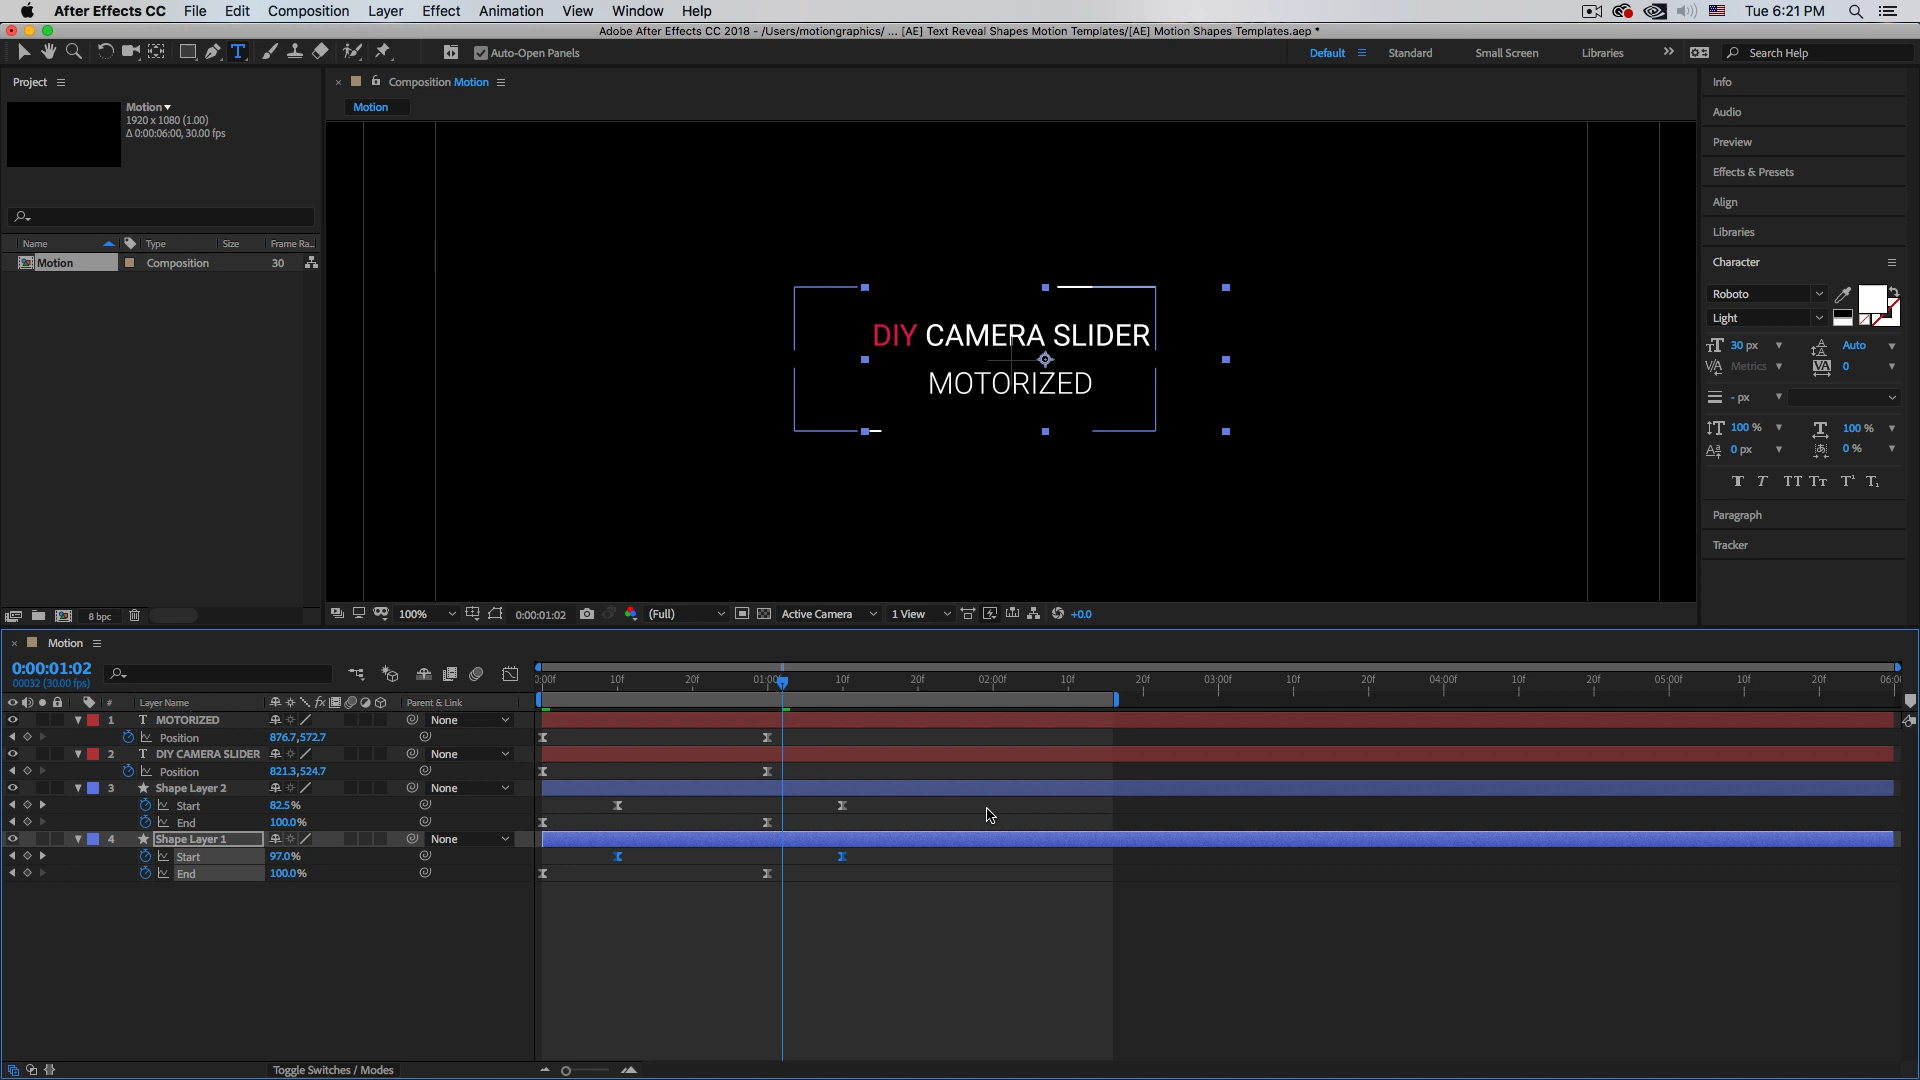 After Effects CC File Edit Composition Layer Effect Animation View Window Help Tue 6:21 PM
Adobe After Effects CC 2018 - /Users/motiongraphics/ ... [AE] Text Reveal Shapes Motion Templates/[AE] Motion Shapes Templates.aep *
Auto-Open Panels Default Standard Small Screen Libraries Search Help
Project
Motion
1920 x 1080 (1.00)
Δ 0:00:06:00, 30.00 fps
Name Type Size Frame Ra...
Motion Composition 30
8 bpc
Composition Motion
Motion
DIY CAMERA SLIDER
MOTORIZED
100% 0:00:01:02 (Full) Active Camera 1 View +0.0
Info
Audio
Preview
Effects & Presets
Align
Libraries
Character
Roboto
Light
30 px Auto
Metrics 0
- px
100 % 100 %
0 px 0 %
T T TT Tt T¹ T₁
Paragraph
Tracker
Motion
0:00:01:02
00032 (30.00 fps)
):00f 10f 20f 01:00f 10f 20f 02:00f 10f 20f 03:00f 10f 20f 04:00f 10f 20f 05:00f 10f 20f 06:0
# Layer Name Parent & Link
1 T MOTORIZED None
Position 876.7,572.7
2 T DIY CAMERA SLIDER None
Position 821.3,524.7
3 Shape Layer 2 None
Start 82.5%
End 100.0%
4 Shape Layer 1 None
Start 97.0%
End 100.0%
Toggle Switches / Modes